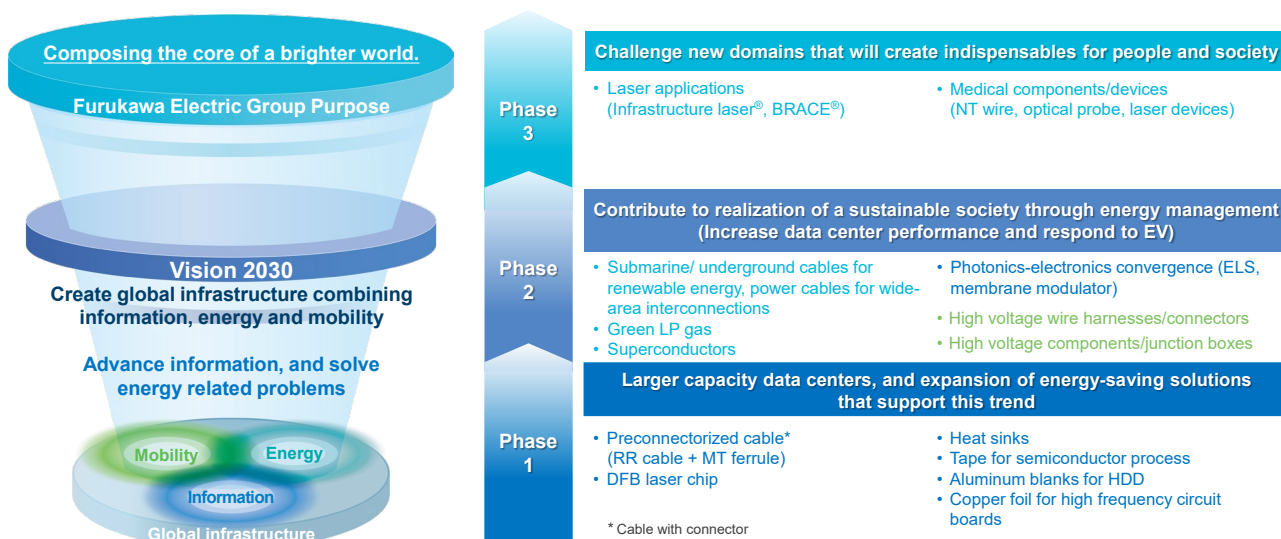 Composing the core of a brighter world.
Furukawa Electric Group Purpose
Vision 2030
Create global infrastructure combining
information, energy and mobility
Advance information, and solve
energy related problems
Mobility
Energy
Information
Global infrastructure
Phase
3
Challenge new domains that will create indispensables for people and society
• Laser applications
(Infrastructure laser®, BRACE®)
• Medical components/devices
(NT wire, optical probe, laser devices)
Phase
2
Contribute to realization of a sustainable society through energy management
(Increase data center performance and respond to EV)
• Submarine/ underground cables for
renewable energy, power cables for wide-
area interconnections
• Green LP gas
• Superconductors
• Photonics-electronics convergence (ELS,
membrane modulator)
• High voltage wire harnesses/connectors
• High voltage components/junction boxes
Phase
1
Larger capacity data centers, and expansion of energy-saving solutions
that support this trend
• Preconnectorized cable*
(RR cable + MT ferrule)
• DFB laser chip
* Cable with connector
• Heat sinks
• Tape for semiconductor process
• Aluminum blanks for HDD
• Copper foil for high frequency circuit
boards